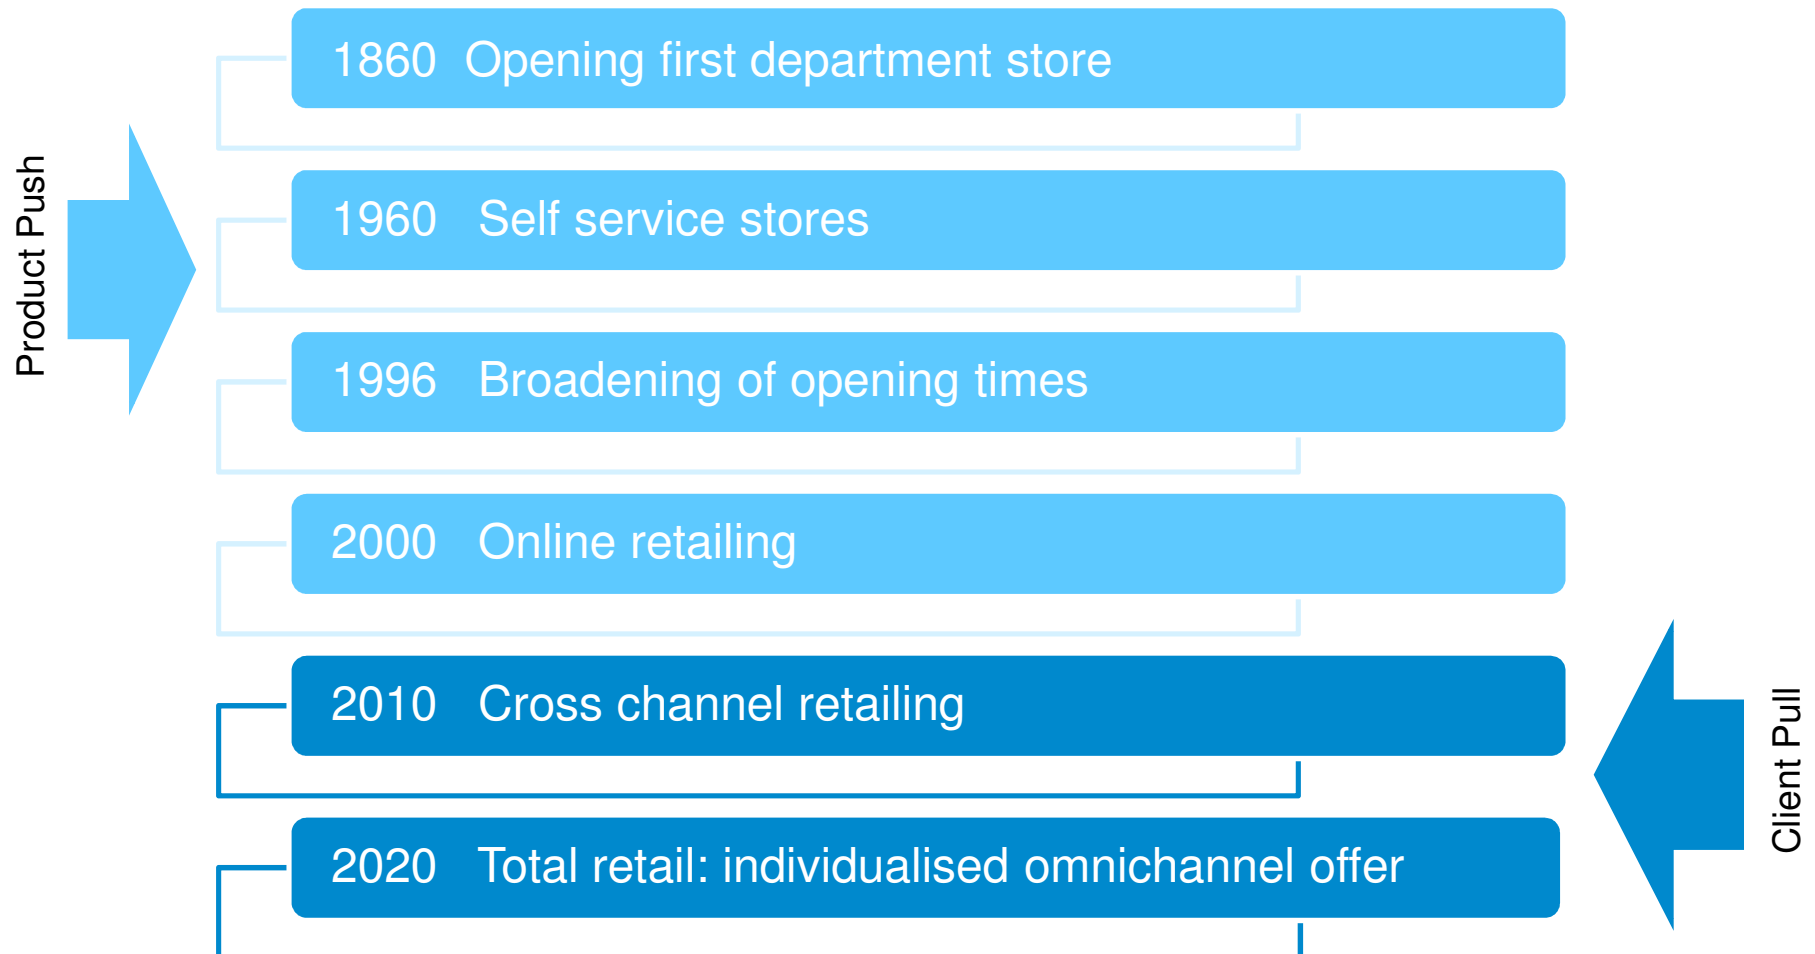 1860 Opening first department store
Product Push
1960 Self service stores
1996 Broadening of opening times
2000 Online retailing
2010 Cross channel retailing
Client Pull
2020 Total retail: individualised omnichannel offer